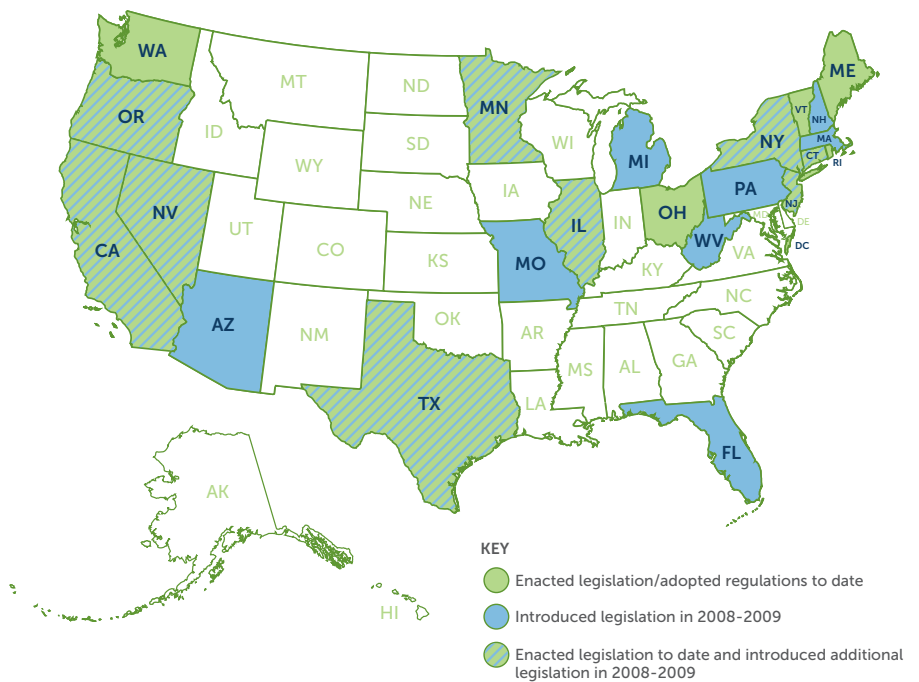 WA
ME
MT
ND
VT
OR
MN
NH
ID
MA
SD
WI
NY
CT
RI
WY
MI
PA
IA
NE
NJ
NV
OH
MD
DE
IL
IN
UT
WV
DC
CA
CO
VA
KS
MO
KY
NC
TN
AZ
OK
NM
AR
SC
GA
AL
MS
TX
LA
FL
AK
HI
KEY
Enacted legislation/adopted regulations to date
Introduced legislation in 2008-2009
Enacted legislation to date and introduced additional
legislation in 2008-2009